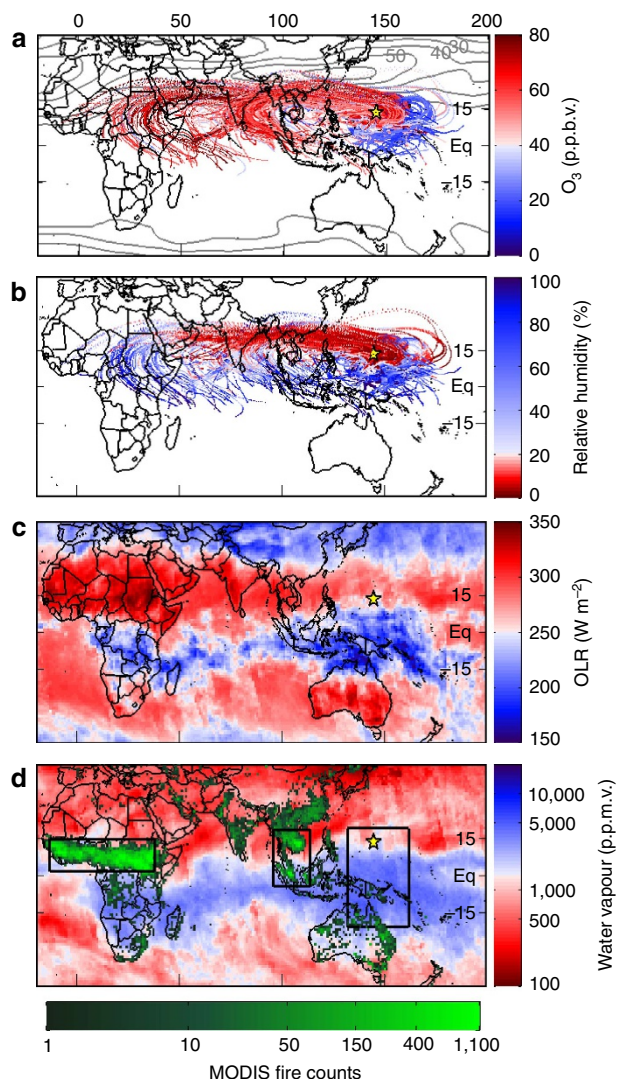 0 50 100 150 200
a
50 40 30
15
Eq
−15
80
60
40
20
0
O3 (p.p.b.v.)
b
15
Eq
−15
100
80
60
40
20
0
Relative humidity (%)
c
15
Eq
−15
350
300
250
200
150
OLR (W m−2)
d
15
Eq
−15
10,000
5,000
1,000
500
100
Water vapour (p.p.m.v.)
1 10 50 150 400 1,100
MODIS fire counts